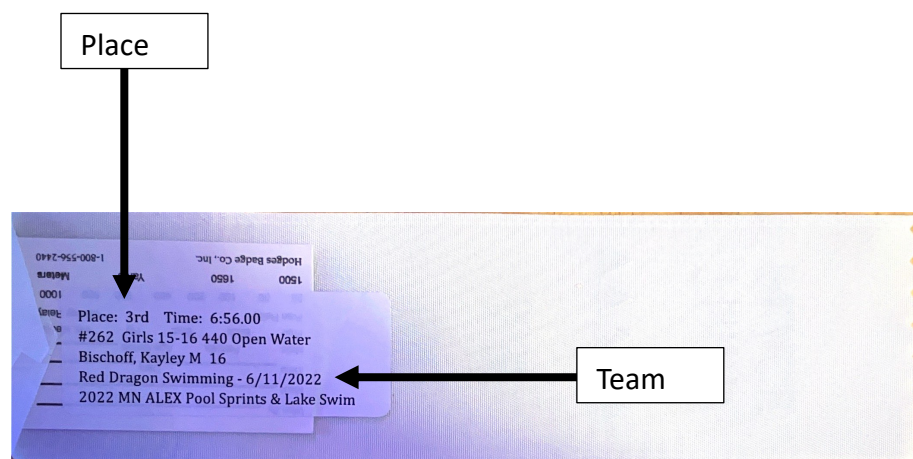 Place
Hodges Badge Co., Inc. 1-800-556-2440
1500 1650 Meters
1000
Relay
Place: 3rd Time: 6:56.00
#262 Girls 15-16 440 Open Water
Bischoff, Kayley M 16
Red Dragon Swimming - 6/11/2022
2022 MN ALEX Pool Sprints & Lake Swim
Team